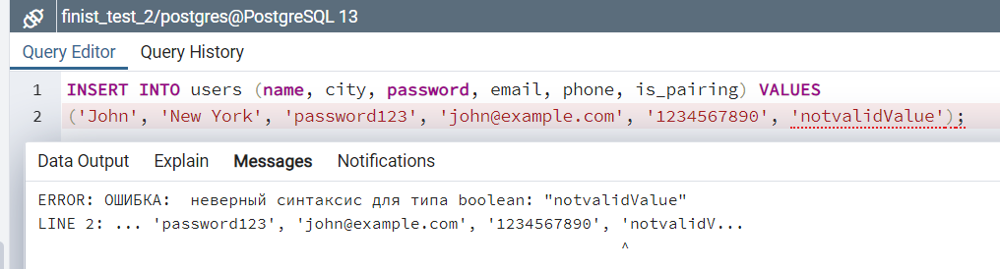 finist_test_2/postgres@PostgreSQL 13
Query Editor Query History
1 INSERT INTO users (name, city, password, email, phone, is_pairing) VALUES
2 ('John', 'New York', 'password123', 'john@example.com', '1234567890', 'notvalidValue');
Data Output Explain Messages Notifications
ERROR: ОШИБКА:  неверный синтаксис для типа boolean: "notvalidValue"
LINE 2: ... 'password123', 'john@example.com', '1234567890', 'notvalidV...
^